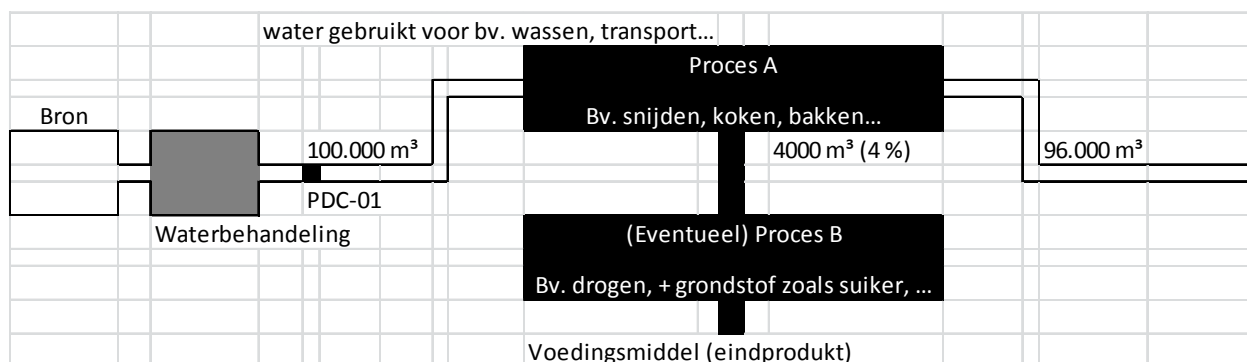 water gebruikt voor bv. wassen, transport...
Proces A
Bron
Bv. snijden, koken, bakken...
100.000 m³
4000 m³ (4 %)
96.000 m³
PDC-01
Waterbehandeling
(Eventueel) Proces B
Bv. drogen, + grondstof zoals suiker, ...
Voedingsmiddel (eindprodukt)